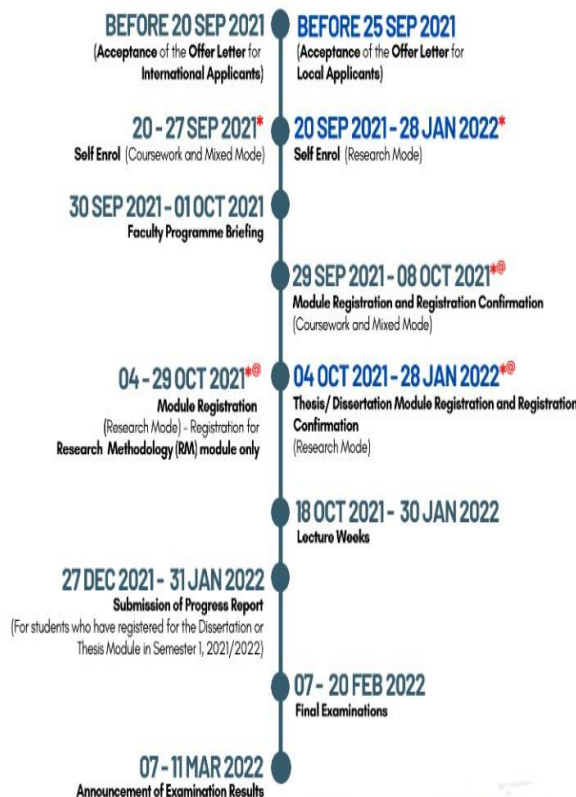 BEFORE 20 SEP 2021
(Acceptance of the Offer Letter for
International Applicants)
BEFORE 25 SEP 2021
(Acceptance of the Offer Letter for
Local Applicants)
20 - 27 SEP 2021*
Self Enrol (Coursework and Mixed Mode)
20 SEP 2021 - 28 JAN 2022*
Self Enrol (Research Mode)
30 SEP 2021 - 01 OCT 2021
Faculty Programme Briefing
29 SEP 2021 - 08 OCT 2021*@
Module Registration and Registration Confirmation
(Coursework and Mixed Mode)
04 - 29 OCT 2021*@
Module Registration
(Research Mode) - Registration for
Research Methodology (RM) module only
04 OCT 2021 - 28 JAN 2022*@
Thesis/ Dissertation Module Registration and Registration
Confirmation
(Research Mode)
18 OCT 2021 - 30 JAN 2022
Lecture Weeks
27 DEC 2021 - 31 JAN 2022
Submission of Progress Report
(For students who have registered for the Dissertation or
Thesis Module in Semester 1, 2021/2022)
07 - 20 FEB 2022
Final Examinations
07 - 11 MAR 2022
Announcement of Examination Results